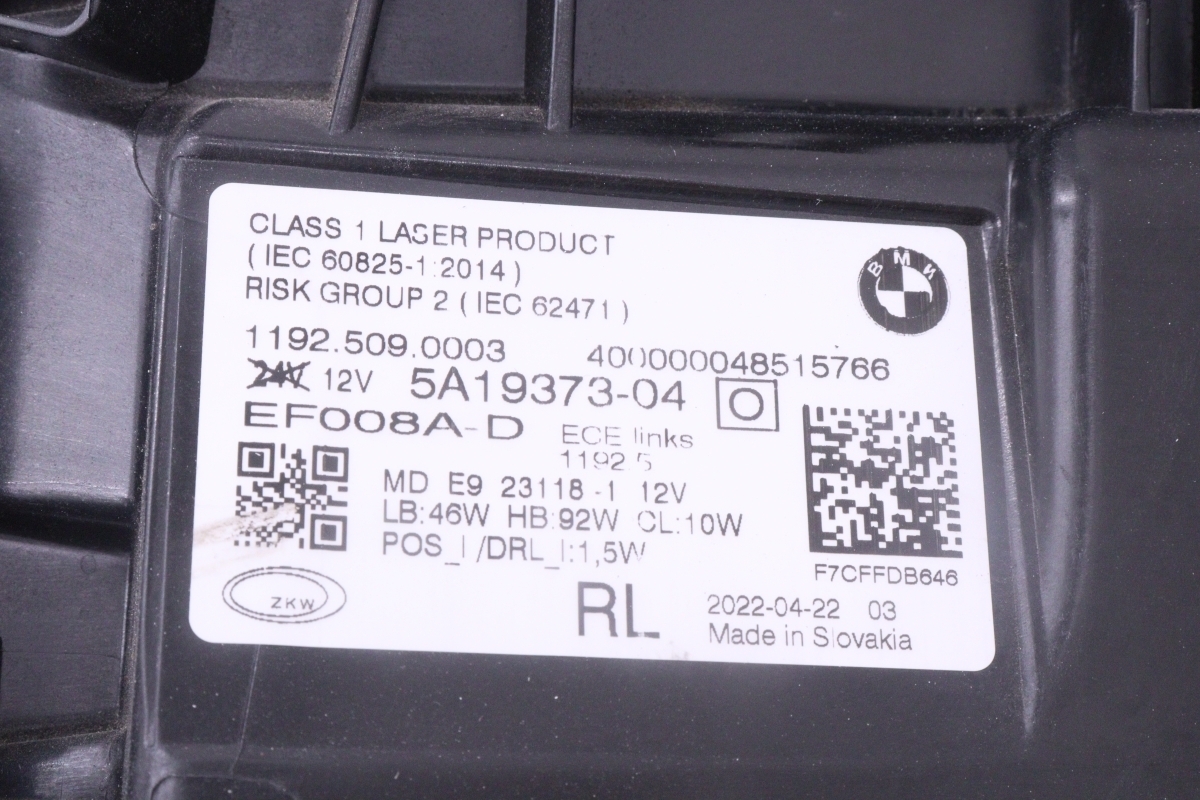 CLASS 1 LASER PRODUCT
( IEC 60825-1:2014 )
RISK GROUP 2 ( IEC 62471 )
BMW
1192.509.0003 400000048515766
24V 12V 5A19373-04
EF008A-D ECE links
1192 5
MD E9 23118 -1 12V
LB:46W HB:92W CL:10W
POS_I /DRL_I:1,5W
F7CFFDB646
ZKW
RL 2022-04-22 03
Made in Slovakia